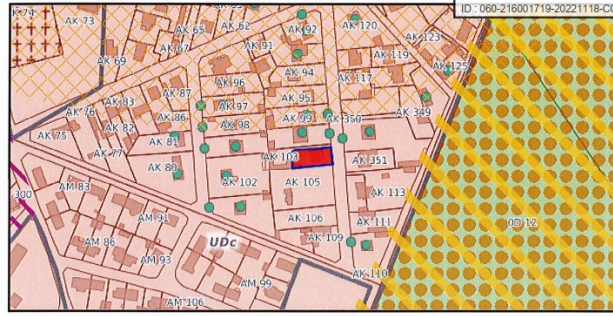 ID : 060-216001719-20221118-C
K 74
AK 73
AK 65
AK 62
AK 92
AK 120
AK 123
AK 69
AK 67
AK 91
AK 119
AK 125
AK 94
AK 96
AK 117
AK 87
AK 83
AK 95
AK 97
AK 76
AK 86
AK 99
AK 350
AK 349
AK 82
AK 98
AK 75
AK 81
AK 77
AK 103
AK 351
AK 80
AK 102
AK 105
AM 83
300
AK 113
AM 91
AK 106
AK 111
0D 12
AM 86
UDc
AK 109
AM 93
AK 110
AM 99
AM 106